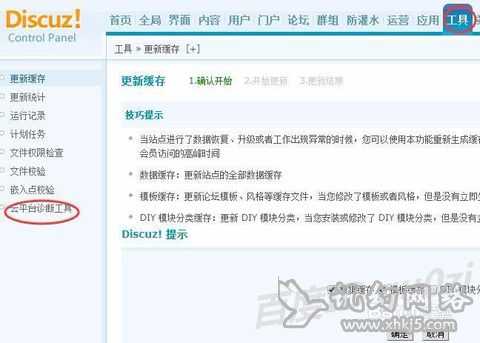 Discuz!
Control Panel
首页 全局 界面 内容 用户 门户 论坛 群组 防灌水 运营 应用 工具
工具 » 更新缓存 [+]
更新缓存
更新统计
运行记录
计划任务
文件权限检查
文件校验
嵌入点校验
云平台诊断工具
更新缓存 1.确认开始 2.开始更新 3.更新结果
技巧提示
当站点进行了数据恢复、升级或者工作出现异常的时候，您可以使用本功能重新生成缓存
会员访问的高峰时间
数据缓存：更新站点的全部数据缓存
模板缓存：更新论坛模板、风格等缓存文件，当您修改了模板或者风格，但是没有立即生
DIY 模块分类缓存：更新 DIY 模块分类，当您安装或修改了 DIY 模块分类，但是没有立
Discuz! 提示
数据缓存 模板缓存 DIY 模块分
确定 取消
www.xhkj5.com